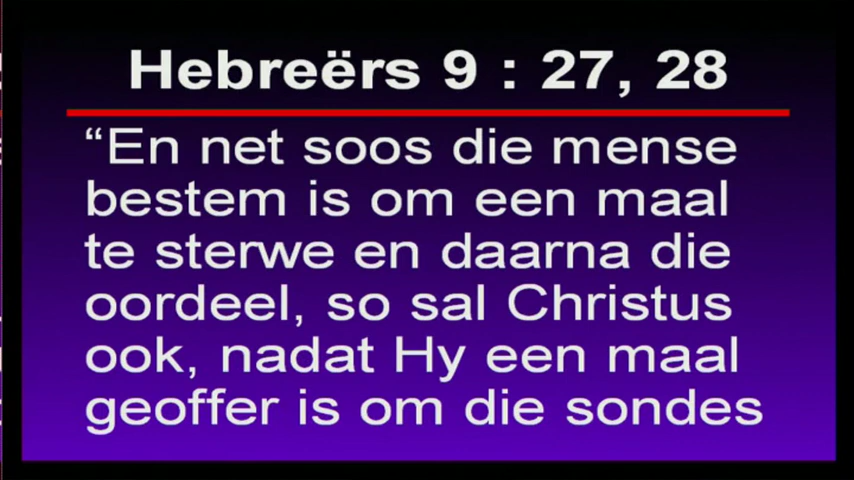 Hebreërs 9 : 27, 28
“En net soos die mense
bestem is om een maal
te sterwe en daarna die
oordeel, so sal Christus
ook, nadat Hy een maal
geoffer is om die sondes